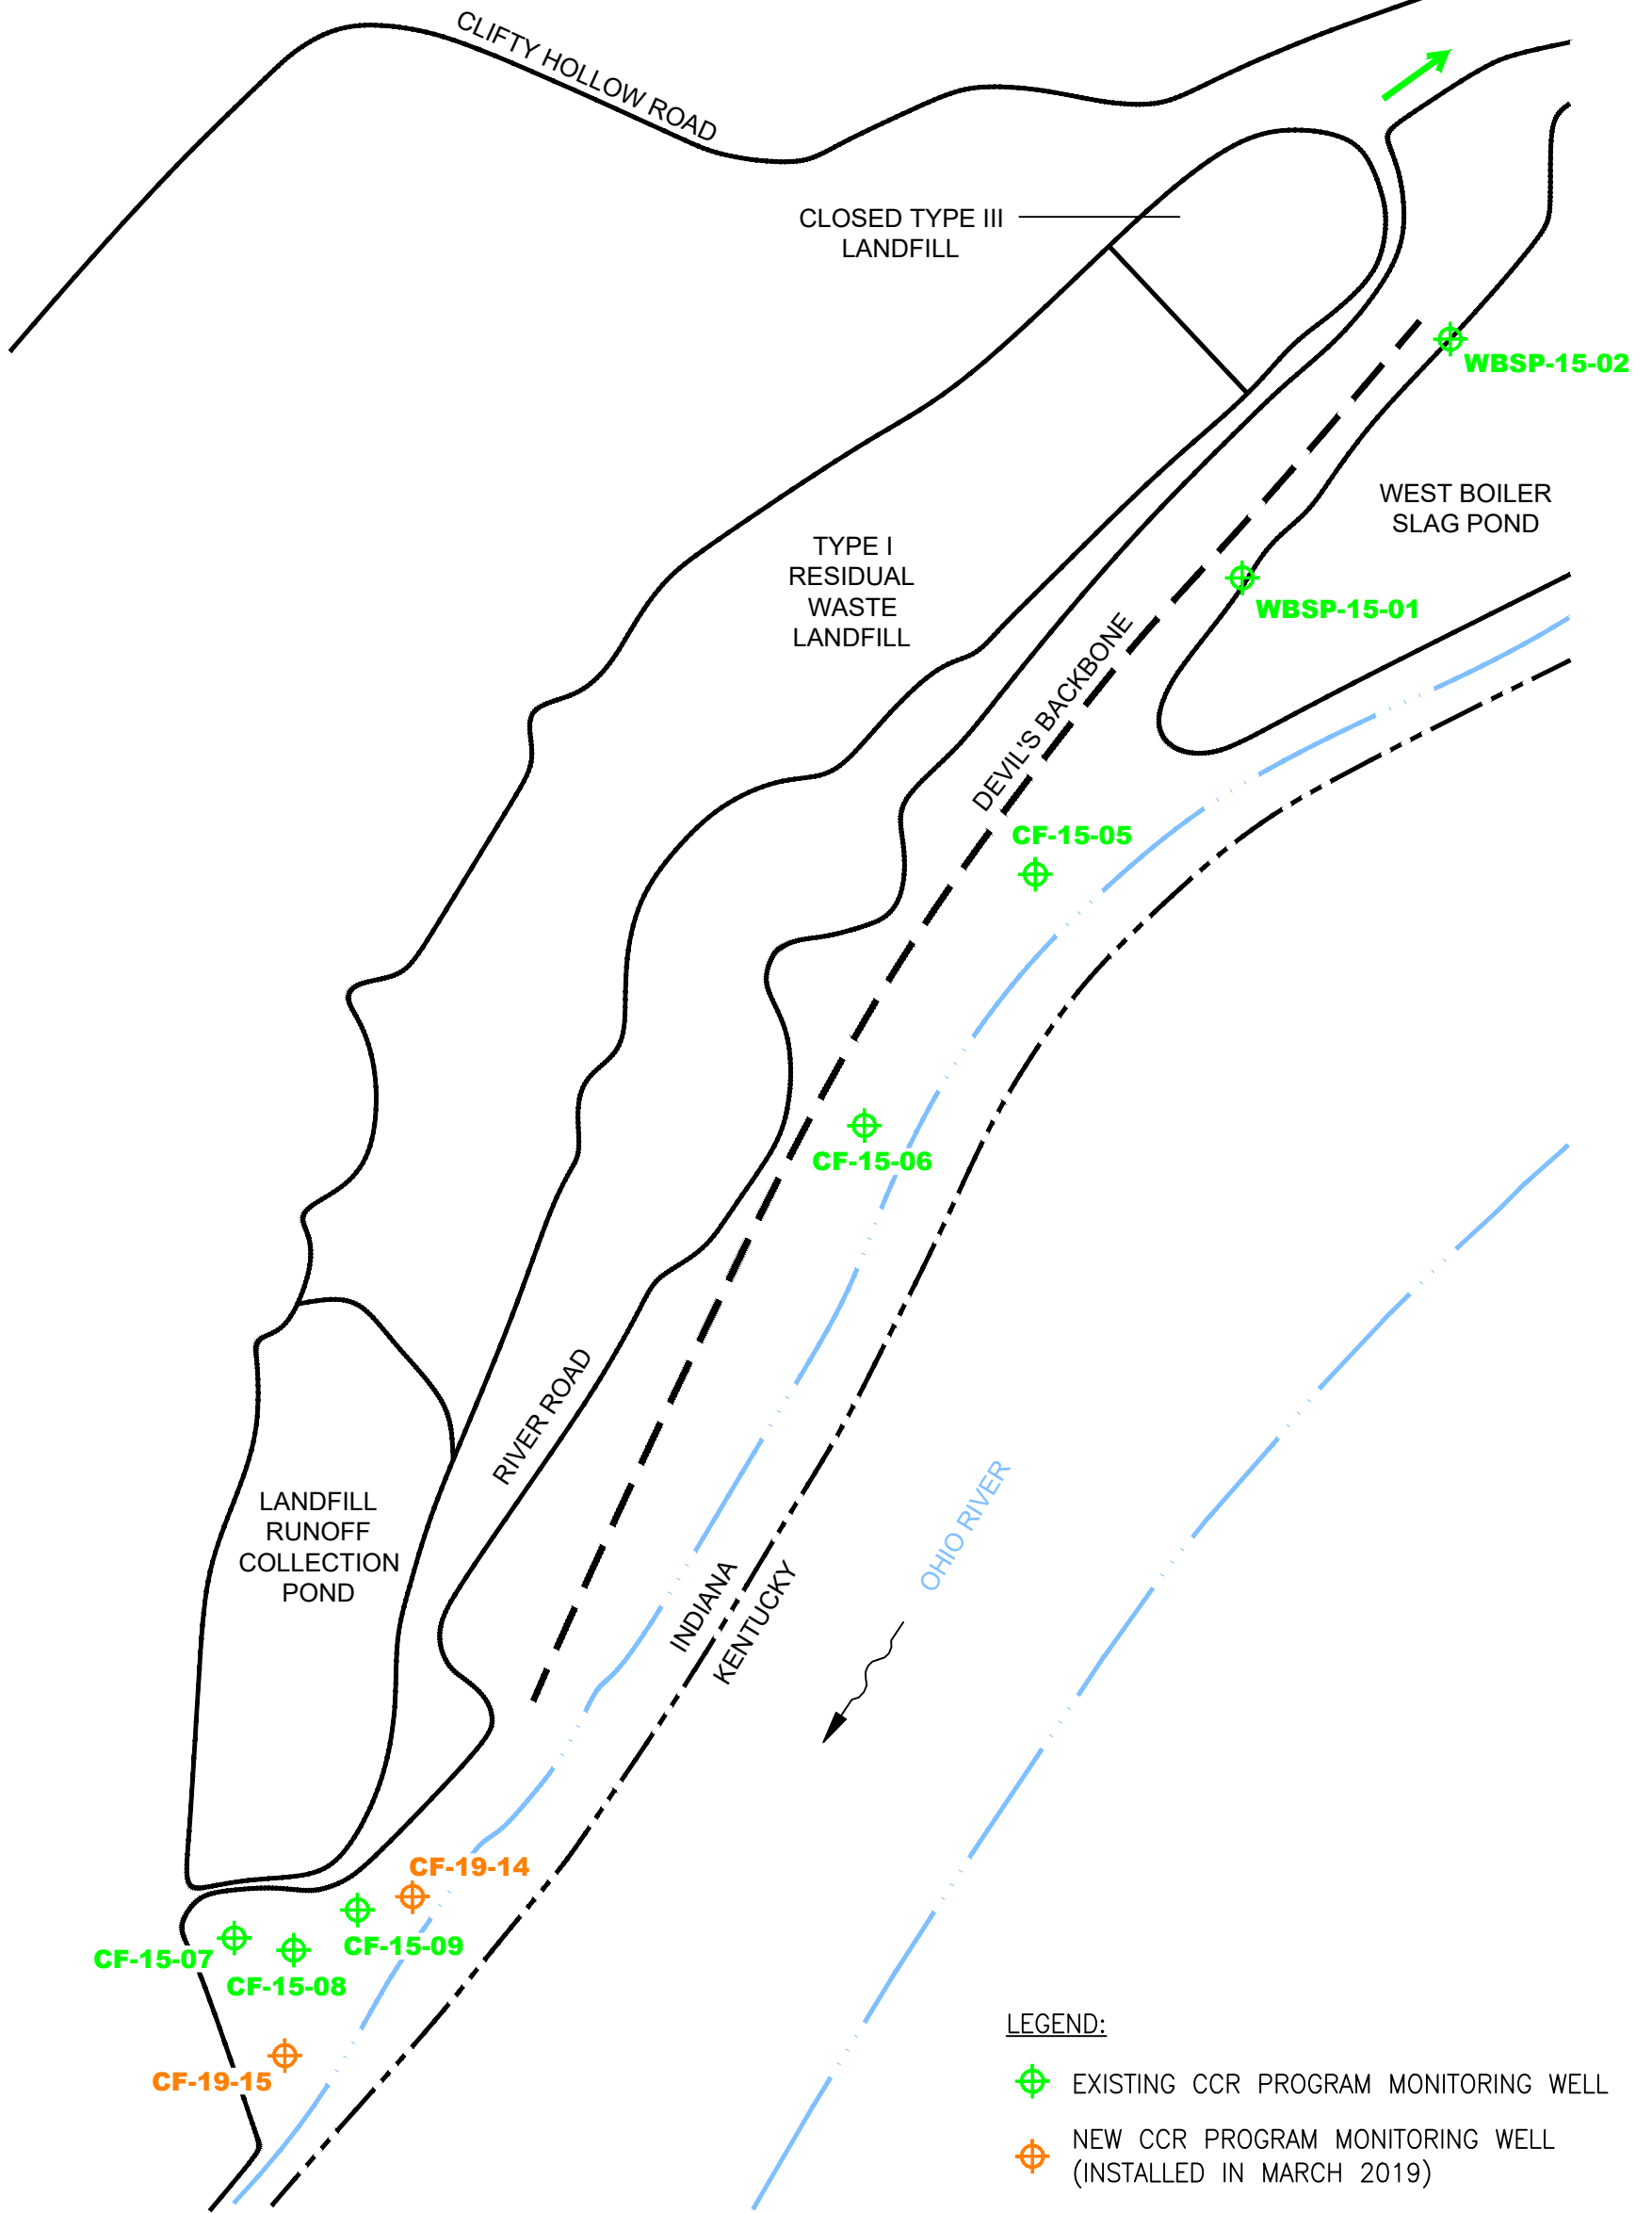 CLIFTY HOLLOW ROAD
CLOSED TYPE III
LANDFILL
WBSP-15-02
WEST BOILER
SLAG POND
TYPE I
RESIDUAL
WASTE
LANDFILL
WBSP-15-01
DEVIL'S BACKBONE
CF-15-05
CF-15-06
RIVER ROAD
LANDFILL
RUNOFF
COLLECTION
POND
OHIO RIVER
INDIANA
KENTUCKY
CF-19-14
CF-15-09
CF-15-07
CF-15-08
CF-19-15
LEGEND:
EXISTING CCR PROGRAM MONITORING WELL
NEW CCR PROGRAM MONITORING WELL
(INSTALLED IN MARCH 2019)